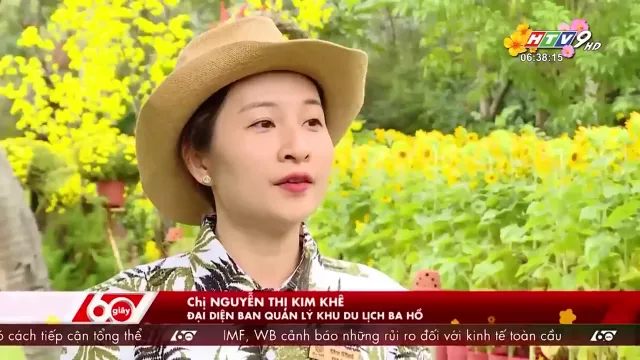 HTV9 HD
06:38:15
Chị NGUYỄN THỊ KIM KHÊ
60 giây
ĐẠI DIỆN BAN QUẢN LÝ KHU DU LỊCH BA HỒ
ó cách tiếp cận tổng thể 60 IMF, WB cảnh báo những rủi ro đối với kinh tế toàn cầu 60